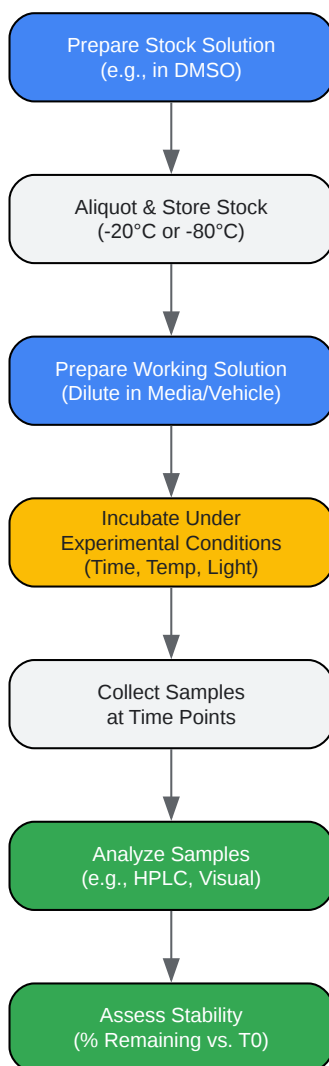 Prepare Stock Solution
(e.g., in DMSO)
Aliquot & Store Stock
(-20°C or -80°C)
Prepare Working Solution
(Dilute in Media/Vehicle)
Incubate Under
Experimental Conditions
(Time, Temp, Light)
Collect Samples
at Time Points
Analyze Samples
(e.g., HPLC, Visual)
Assess Stability
(% Remaining vs. T0)